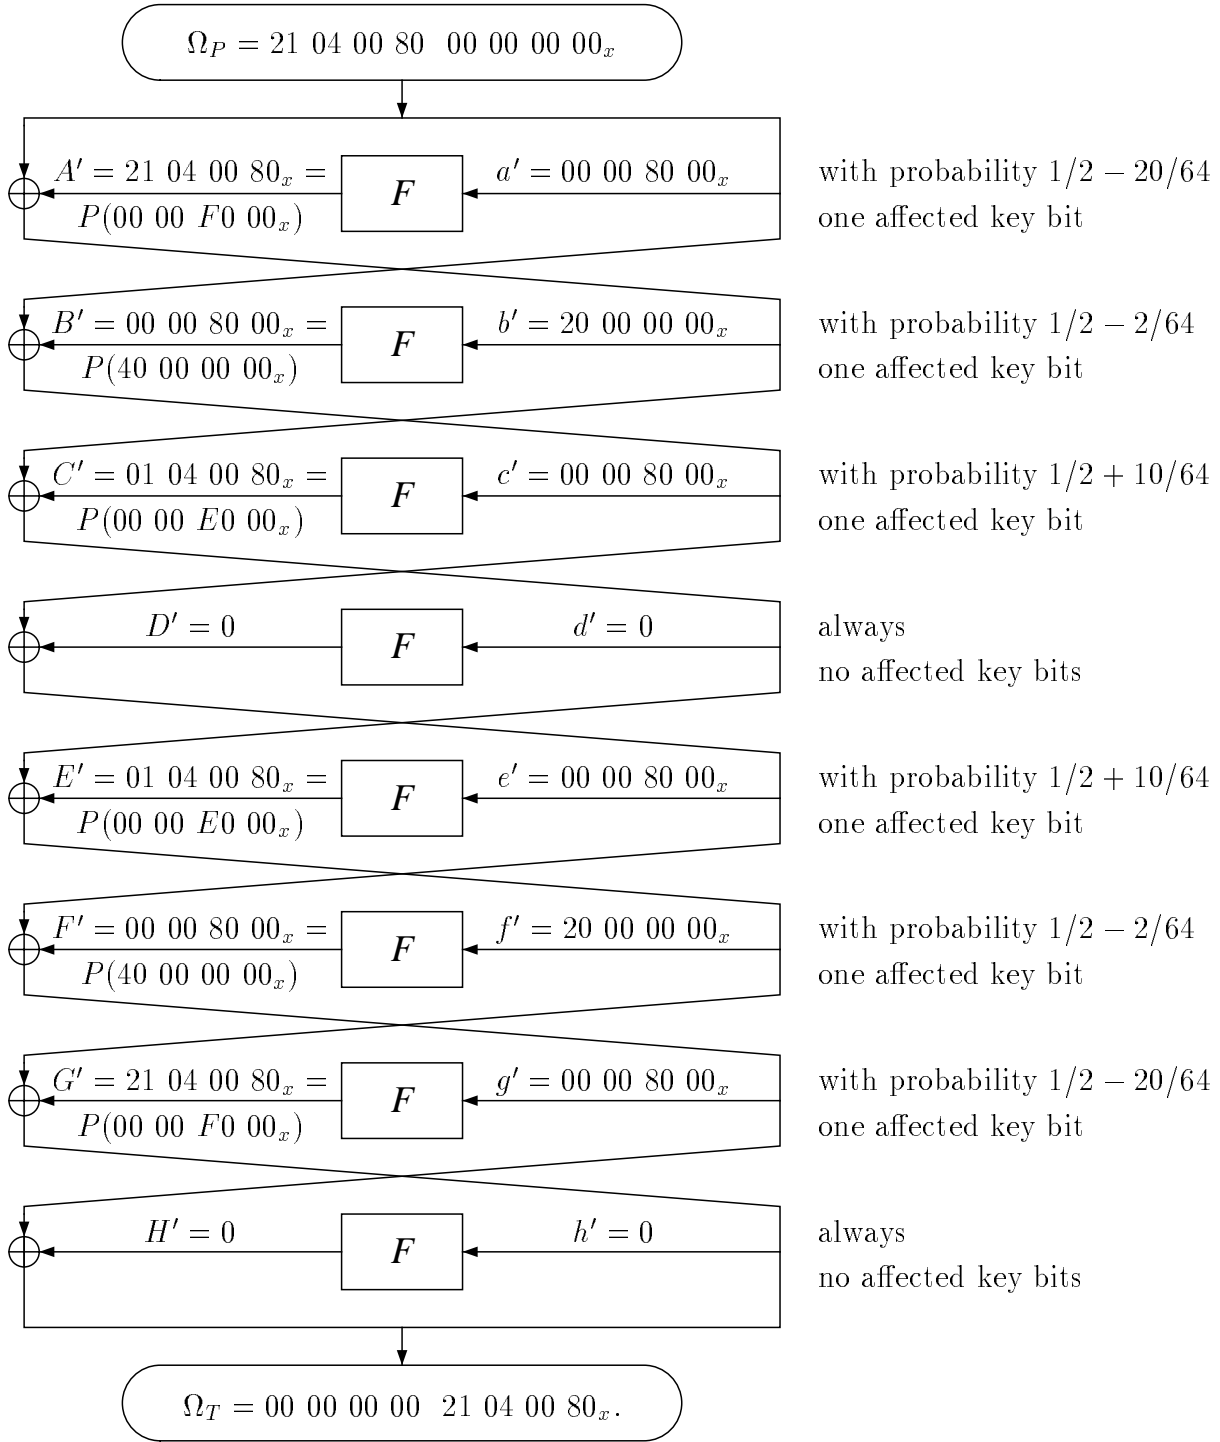 Ω_P = 21 04 00 80 00 00 00 00_x
A′ = 21 04 00 80_x = F a′ = 00 00 80 00_x with probability 1/2 − 20/64
P(00 00 F0 00_x) one affected key bit
B′ = 00 00 80 00_x = F b′ = 20 00 00 00_x with probability 1/2 − 2/64
P(40 00 00 00_x) one affected key bit
C′ = 01 04 00 80_x = F c′ = 00 00 80 00_x with probability 1/2 + 10/64
P(00 00 E0 00_x) one affected key bit
D′ = 0 F d′ = 0 always
no affected key bits
E′ = 01 04 00 80_x = F e′ = 00 00 80 00_x with probability 1/2 + 10/64
P(00 00 E0 00_x) one affected key bit
F′ = 00 00 80 00_x = F f′ = 20 00 00 00_x with probability 1/2 − 2/64
P(40 00 00 00_x) one affected key bit
G′ = 21 04 00 80_x = F g′ = 00 00 80 00_x with probability 1/2 − 20/64
P(00 00 F0 00_x) one affected key bit
H′ = 0 F h′ = 0 always
no affected key bits
Ω_T = 00 00 00 00 21 04 00 80_x.